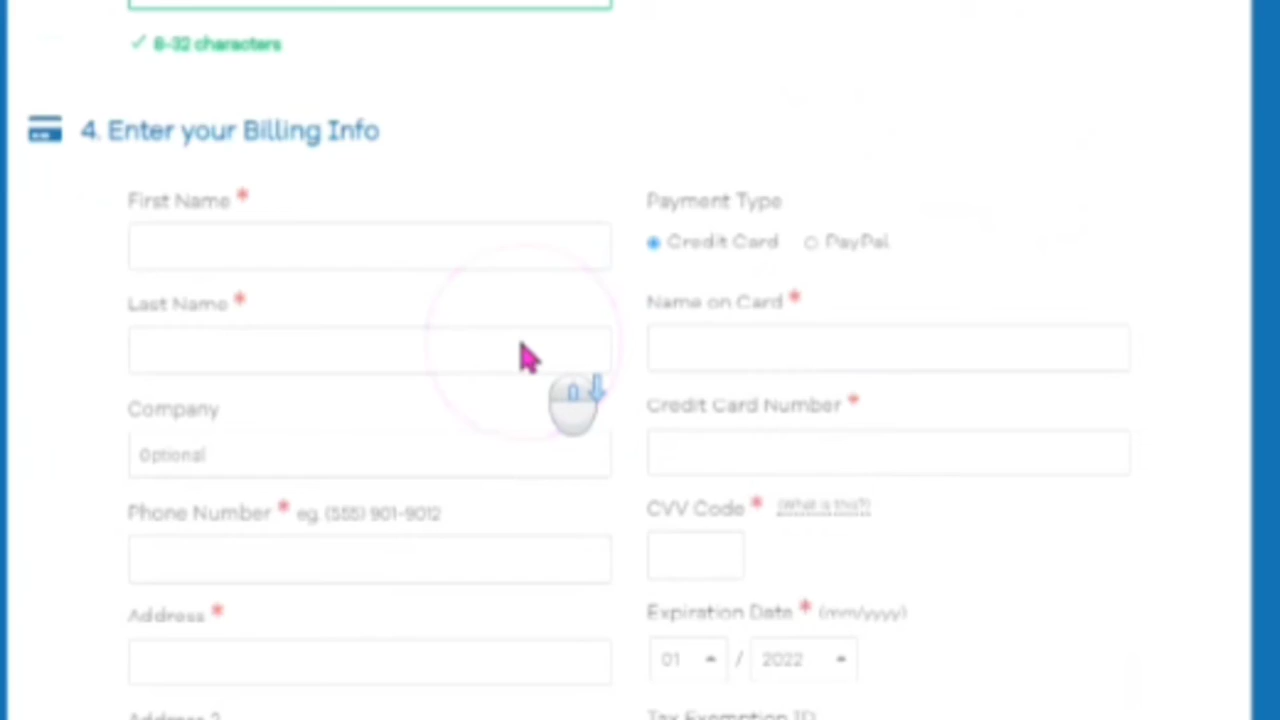 ✓ 8-32 characters
4. Enter your Billing Info
First Name *
Last Name *
Company
Optional
Phone Number * eg. (555) 901-9012
Address *
Address 2
Payment Type
Credit Card PayPal
Name on Card *
Credit Card Number *
CVV Code * (What is this?)
Expiration Date * (mm/yyyy)
01 / 2022
Tax Exemption ID